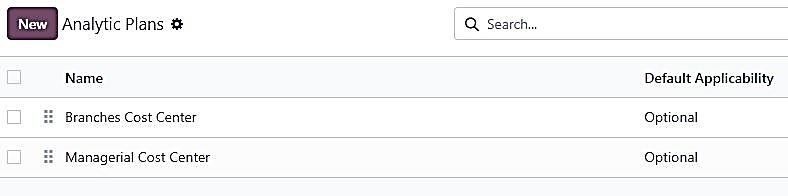 New Analytic Plans Search...
Name Default Applicability
Branches Cost Center Optional
Managerial Cost Center Optional